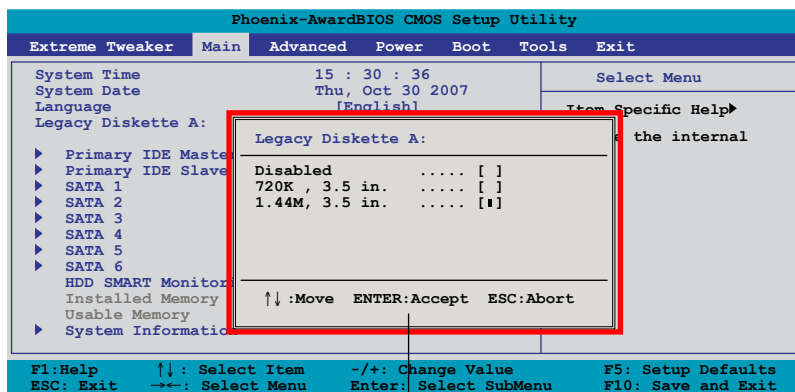 Phoenix-AwardBIOS CMOS Setup Utility
Extreme Tweaker Main Advanced Power Boot Tools Exit
System Time 15 : 30 : 36
System Date Thu, Oct 30 2007
Language [English]
Legacy Diskette A:
Primary IDE Master
Primary IDE Slave
SATA 1
SATA 2
SATA 3
SATA 4
SATA 5
SATA 6
HDD SMART Monitori
Installed Memory
Usable Memory
System Information
Legacy Diskette A:
Disabled ..... [ ]
720K , 3.5 in. ..... [ ]
1.44M, 3.5 in. ..... [▮]
↑↓ :Move ENTER:Accept ESC:Abort
Select Menu
Item Specific Help▶
the internal
F1:Help ↑↓ : Select Item -/+: Change Value F5: Setup Defaults
ESC: Exit →←: Select Menu Enter: Select SubMenu F10: Save and Exit